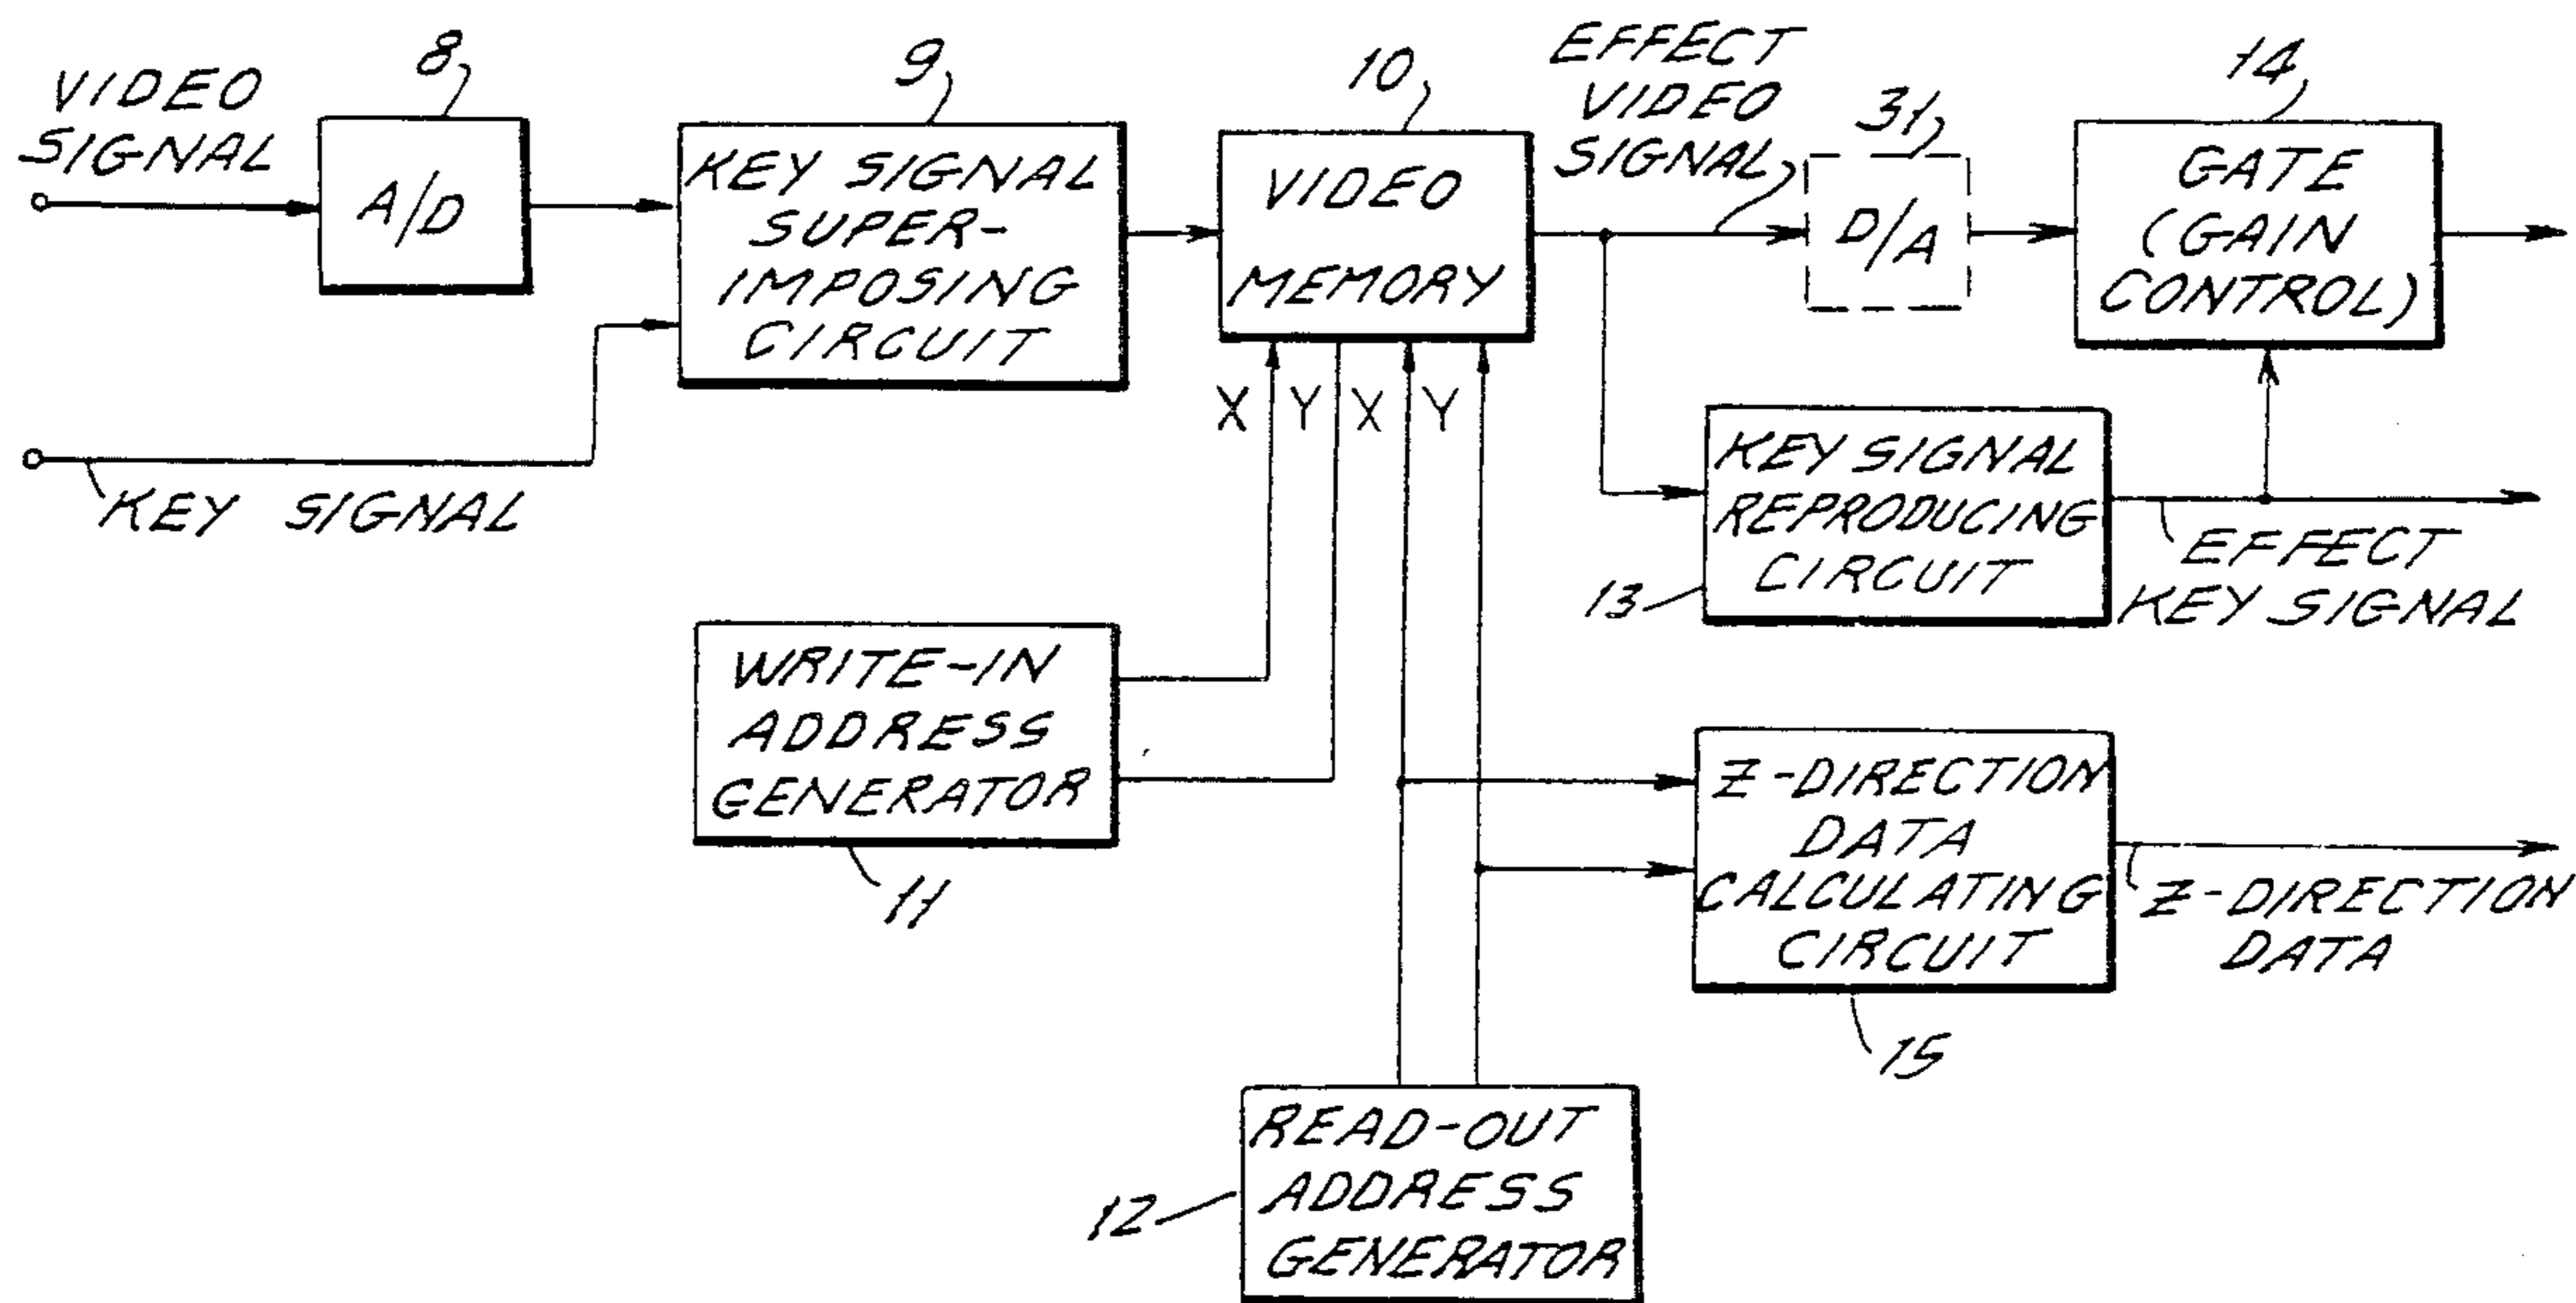 VIDEO
SIGNAL
8
A/D
9
KEY SIGNAL
SUPER-
IMPOSING
CIRCUIT
10
VIDEO
MEMORY
EFFECT
VIDEO
SIGNAL
31
D/A
14
GATE
(GAIN
CONTROL)
KEY SIGNAL
X Y X Y
KEY SIGNAL
REPRODUCING
CIRCUIT
13
EFFECT
KEY SIGNAL
WRITE-IN
ADDRESS
GENERATOR
11
Z-DIRECTION
DATA
CALCULATING
CIRCUIT
15
Z-DIRECTION
DATA
READ-OUT
ADDRESS
GENERATOR
12